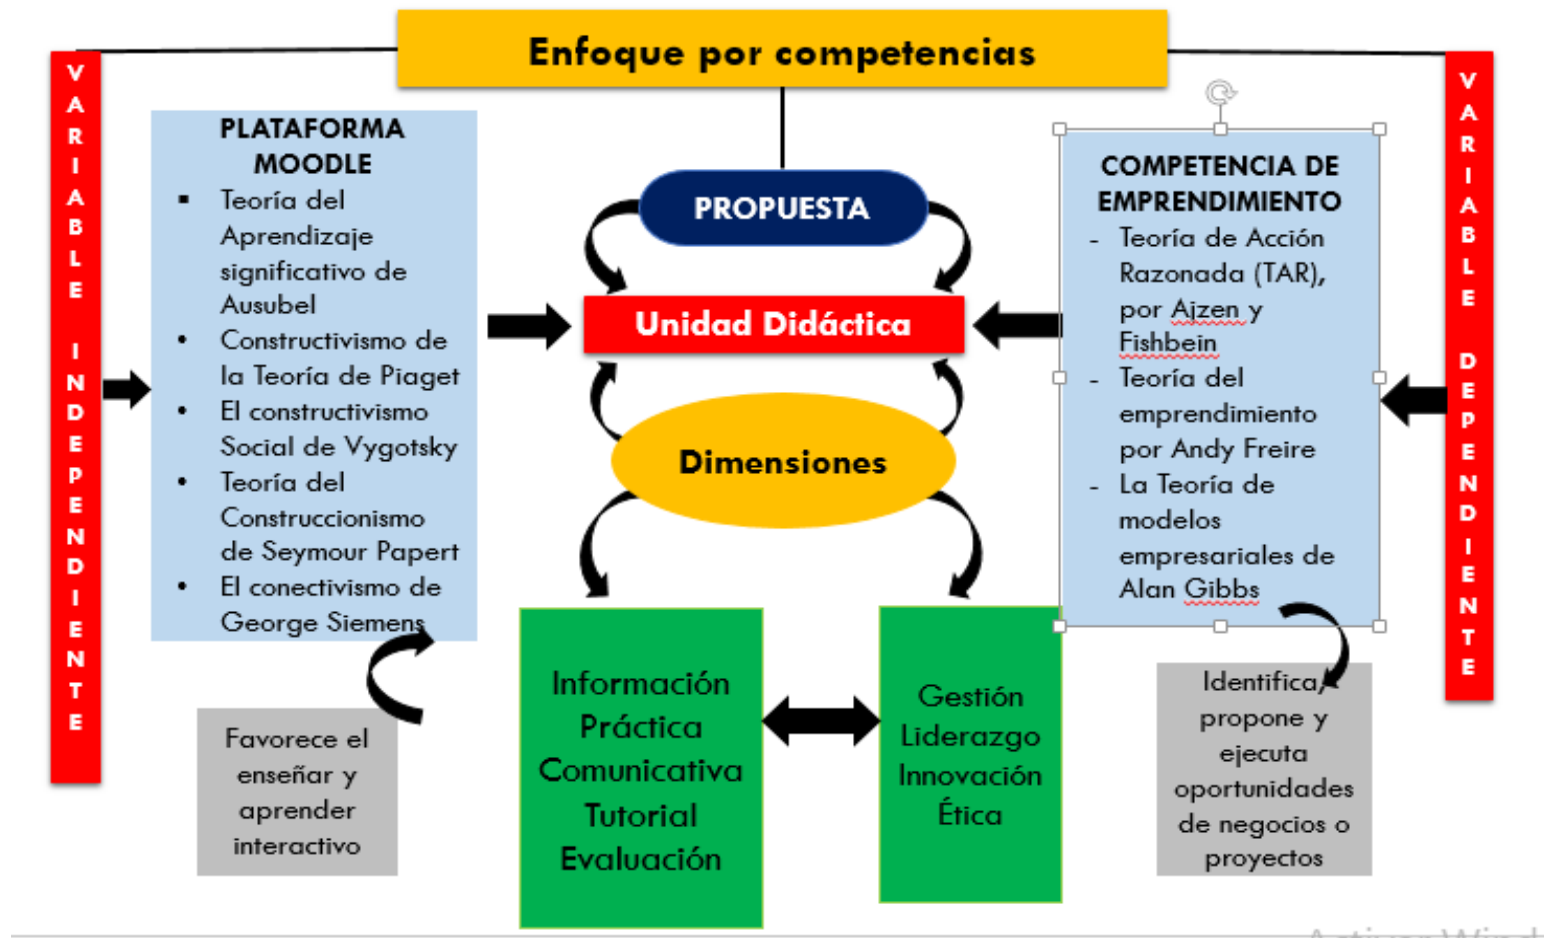 Enfoque por competencias
VARIABLE INDEPENDIENTE
PLATAFORMA
MOODLE
▪ Teoría del
Aprendizaje
significativo de
Ausubel
• Constructivismo de
la Teoría de Piaget
• El constructivismo
Social de Vygotsky
• Teoría del
Construccionismo
de Seymour Papert
• El conectivismo de
George Siemens
Favorece el
enseñar y
aprender
interactivo
PROPUESTA
Unidad Didáctica
Dimensiones
Información
Práctica
Comunicativa
Tutorial
Evaluación
Gestión
Liderazgo
Innovación
Ética
COMPETENCIA DE
EMPRENDIMIENTO
- Teoría de Acción
Razonada (TAR),
por Ajzen y
Fishbein
- Teoría del
emprendimiento
por Andy Freire
- La Teoría de
modelos
empresariales de
Alan Gibbs
Identifica,
propone y
ejecuta
oportunidades
de negocios o
proyectos
VARIABLE DEPENDIENTE